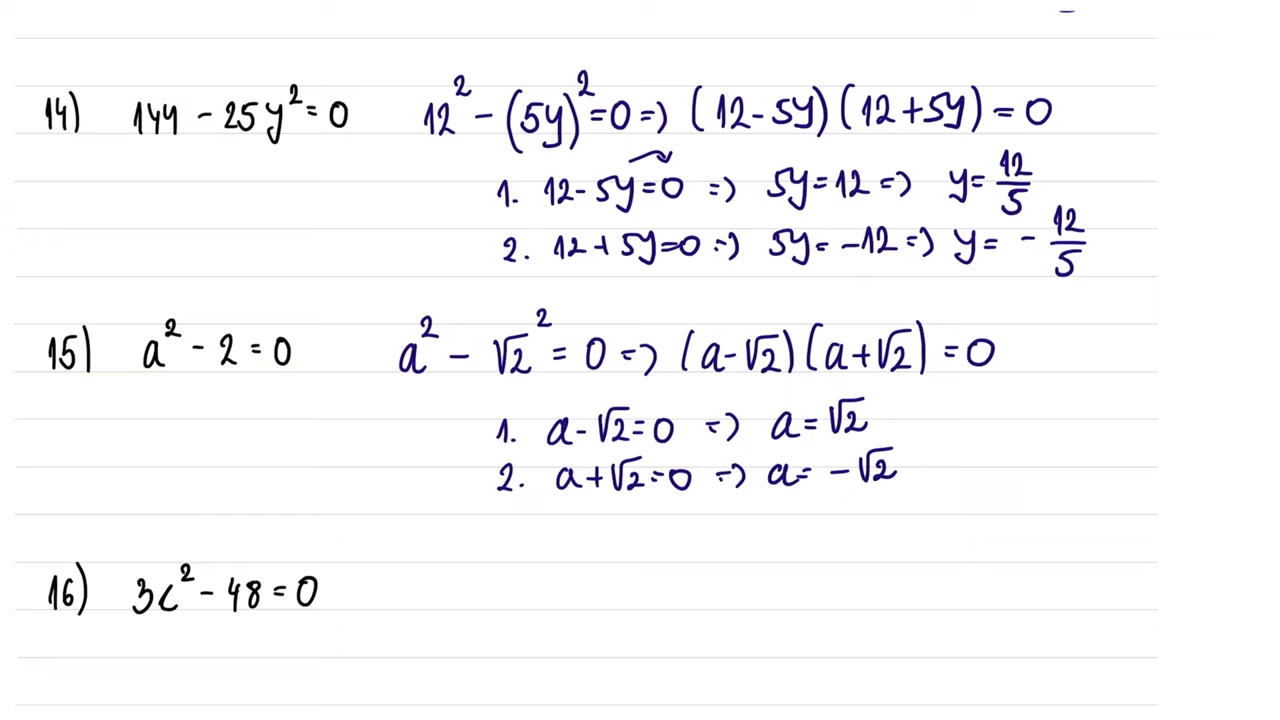 14) 144 - 25y² = 0 12² - (5y)² = 0 => (12 - 5y)(12 + 5y) = 0
1. 12 - 5y = 0 => 5y = 12 => y = 12/5
2. 12 + 5y = 0 => 5y = -12 => y = - 12/5
15) a² - 2 = 0 a² - √2² = 0 => (a - √2)(a + √2) = 0
1. a - √2 = 0 => a = √2
2. a + √2 = 0 => a = - √2
16) 3c² - 48 = 0